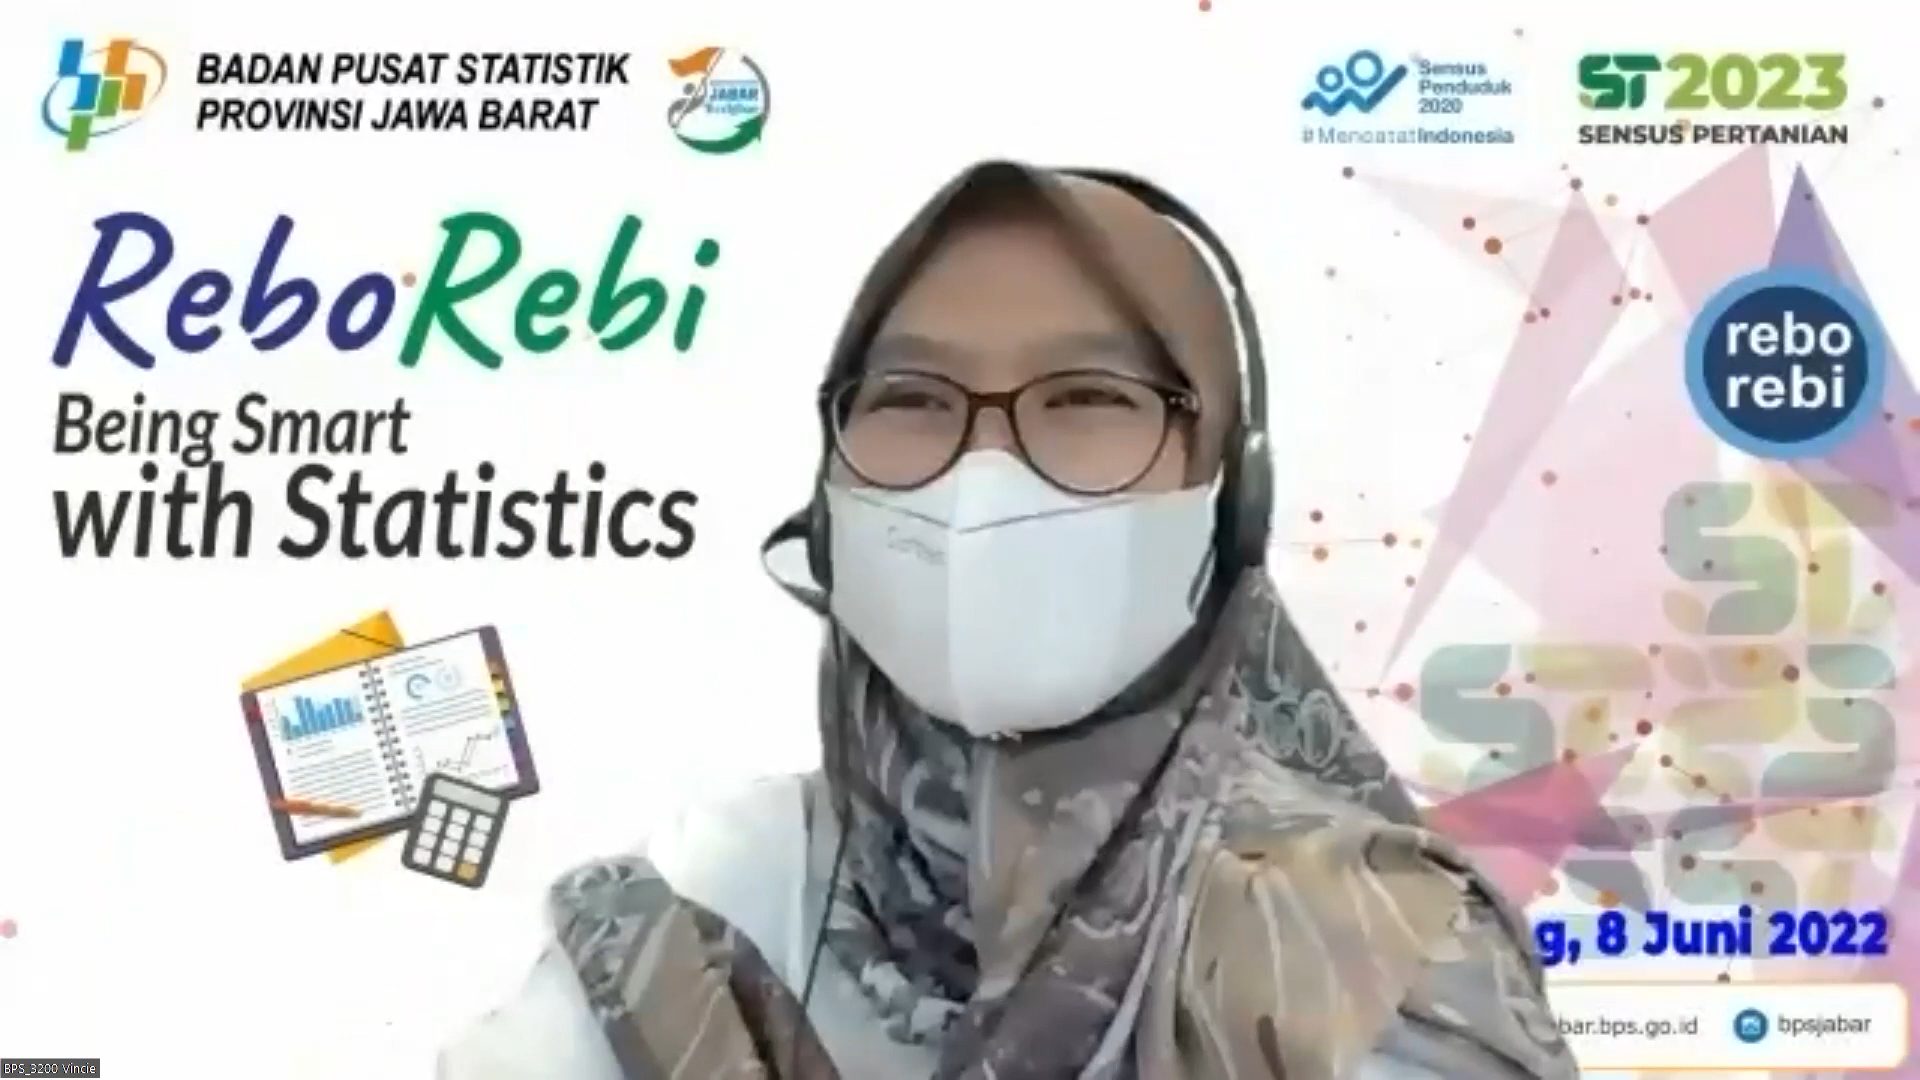 BADAN PUSAT STATISTIK
PROVINSI JAWA BARAT
JABAR
Sensus
Penduduk
2020
#MencatatIndonesia
ST2023
SENSUS PERTANIAN
ReboRebi
Being Smart
with Statistics
rebo
rebi
g, 8 Juni 2022
bar.bps.go.id
bpsjabar
BPS_3200 Vincie